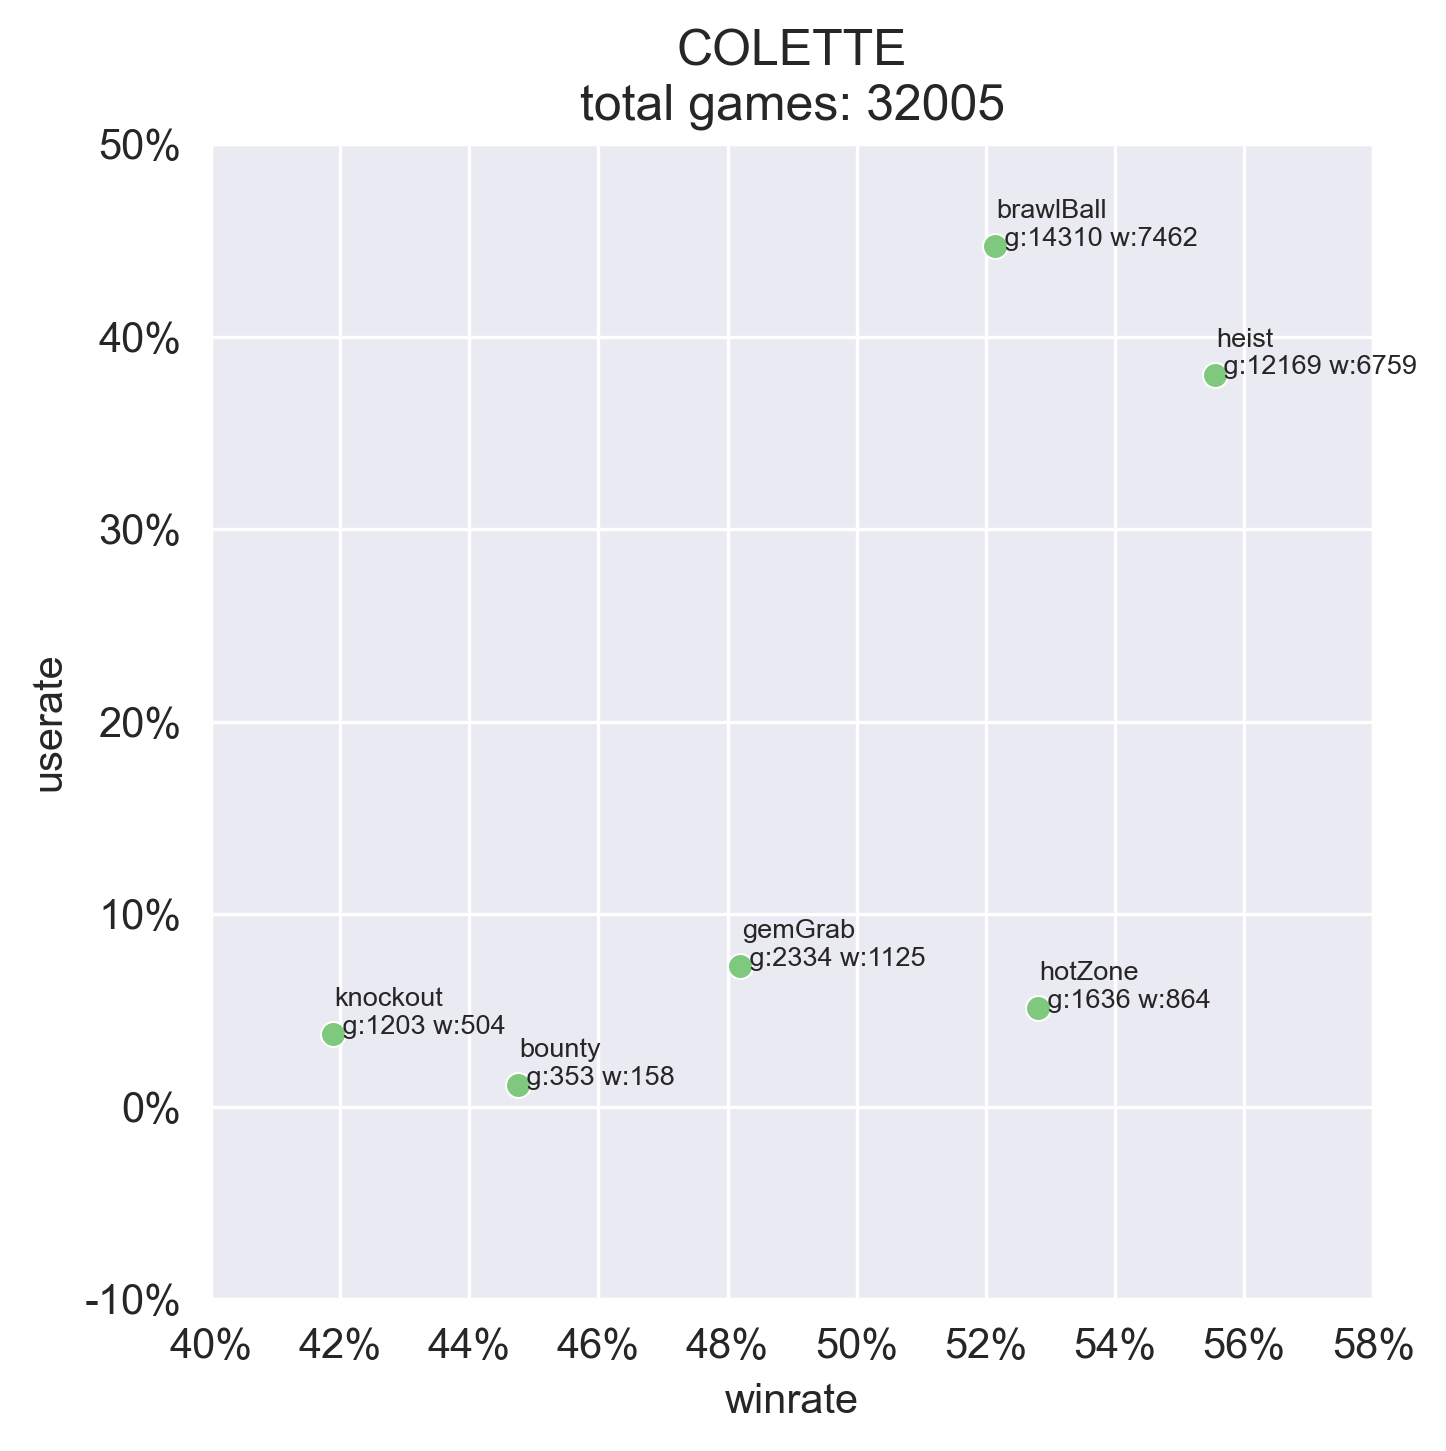 COLETTE
total games: 32005
50%
40%
30%
20%
10%
0%
-10%
userate
brawlBall
g:14310 w:7462
heist
g:12169 w:6759
gemGrab
g:2334 w:1125
hotZone
g:1636 w:864
knockout
g:1203 w:504
bounty
g:353 w:158
40% 42% 44% 46% 48% 50% 52% 54% 56% 58%
winrate